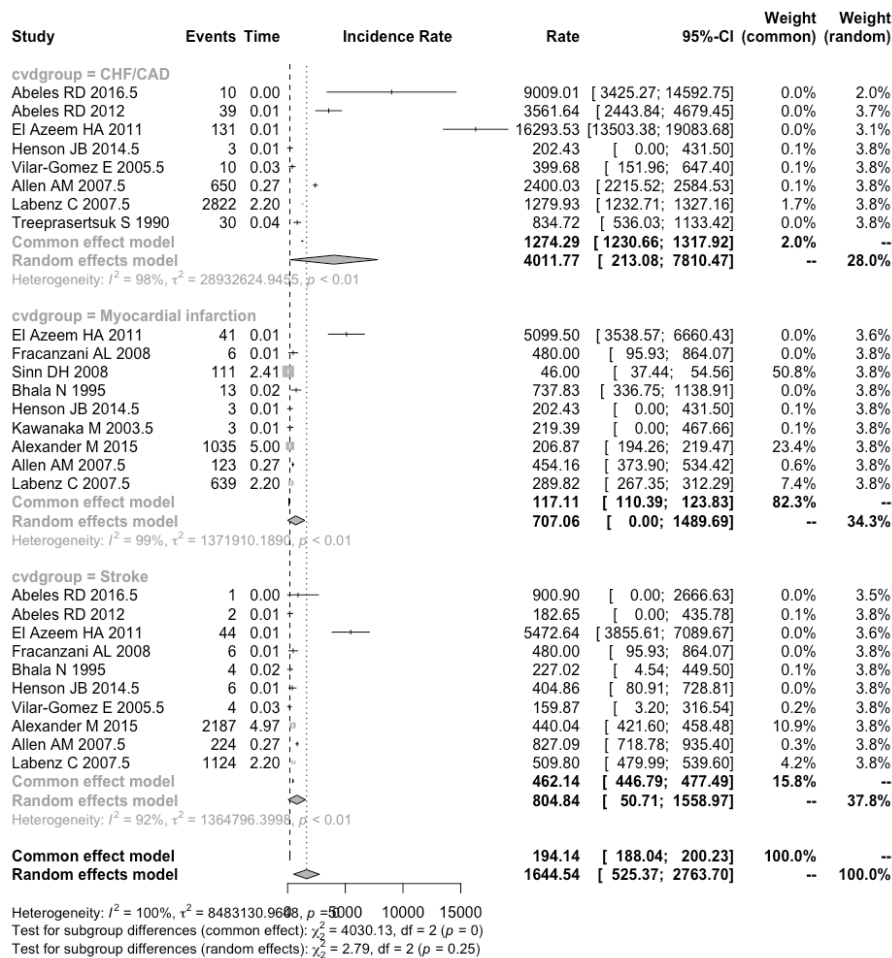 Study Events Time Incidence Rate Rate 95%-CI Weight (common) Weight (random)
cvdgroup = CHF/CAD
Abeles RD 2016.5 10 0.00 9009.01 [ 3425.27; 14592.75] 0.0% 2.0%
Abeles RD 2012 39 0.01 3561.64 [ 2443.84; 4679.45] 0.0% 3.7%
El Azeem HA 2011 131 0.01 16293.53 [13503.38; 19083.68] 0.0% 3.1%
Henson JB 2014.5 3 0.01 202.43 [ 0.00; 431.50] 0.1% 3.8%
Vilar-Gomez E 2005.5 10 0.03 399.68 [ 151.96; 647.40] 0.1% 3.8%
Allen AM 2007.5 650 0.27 2400.03 [ 2215.52; 2584.53] 0.1% 3.8%
Labenz C 2007.5 2822 2.20 1279.93 [ 1232.71; 1327.16] 1.7% 3.8%
Treeprasertsuk S 1990 30 0.04 834.72 [ 536.03; 1133.42] 0.0% 3.8%
Common effect model 1274.29 [ 1230.66; 1317.92] 2.0% --
Random effects model 4011.77 [ 213.08; 7810.47] -- 28.0%
Heterogeneity: I² = 98%, τ² = 28932624.9455, p < 0.01
cvdgroup = Myocardial infarction
El Azeem HA 2011 41 0.01 5099.50 [ 3538.57; 6660.43] 0.0% 3.6%
Fracanzani AL 2008 6 0.01 480.00 [ 95.93; 864.07] 0.0% 3.8%
Sinn DH 2008 111 2.41 46.00 [ 37.44; 54.56] 50.8% 3.8%
Bhala N 1995 13 0.02 737.83 [ 336.75; 1138.91] 0.0% 3.8%
Henson JB 2014.5 3 0.01 202.43 [ 0.00; 431.50] 0.1% 3.8%
Kawanaka M 2003.5 3 0.01 219.39 [ 0.00; 467.66] 0.1% 3.8%
Alexander M 2015 1035 5.00 206.87 [ 194.26; 219.47] 23.4% 3.8%
Allen AM 2007.5 123 0.27 454.16 [ 373.90; 534.42] 0.6% 3.8%
Labenz C 2007.5 639 2.20 289.82 [ 267.35; 312.29] 7.4% 3.8%
Common effect model 117.11 [ 110.39; 123.83] 82.3% --
Random effects model 707.06 [ 0.00; 1489.69] -- 34.3%
Heterogeneity: I² = 99%, τ² = 1371910.1890, p < 0.01
cvdgroup = Stroke
Abeles RD 2016.5 1 0.00 900.90 [ 0.00; 2666.63] 0.0% 3.5%
Abeles RD 2012 2 0.01 182.65 [ 0.00; 435.78] 0.1% 3.8%
El Azeem HA 2011 44 0.01 5472.64 [ 3855.61; 7089.67] 0.0% 3.6%
Fracanzani AL 2008 6 0.01 480.00 [ 95.93; 864.07] 0.0% 3.8%
Bhala N 1995 4 0.02 227.02 [ 4.54; 449.50] 0.1% 3.8%
Henson JB 2014.5 6 0.01 404.86 [ 80.91; 728.81] 0.0% 3.8%
Vilar-Gomez E 2005.5 4 0.03 159.87 [ 3.20; 316.54] 0.2% 3.8%
Alexander M 2015 2187 4.97 440.04 [ 421.60; 458.48] 10.9% 3.8%
Allen AM 2007.5 224 0.27 827.09 [ 718.78; 935.40] 0.3% 3.8%
Labenz C 2007.5 1124 2.20 509.80 [ 479.99; 539.60] 4.2% 3.8%
Common effect model 462.14 [ 446.79; 477.49] 15.8% --
Random effects model 804.84 [ 50.71; 1558.97] -- 37.8%
Heterogeneity: I² = 92%, τ² = 1364796.3998, p < 0.01
Common effect model 194.14 [ 188.04; 200.23] 100.0% --
Random effects model 1644.54 [ 525.37; 2763.70] -- 100.0%
0 5000 10000 15000
Heterogeneity: I² = 100%, τ² = 8483130.9648, p = 0
Test for subgroup differences (common effect): χ²₂ = 4030.13, df = 2 (p = 0)
Test for subgroup differences (random effects): χ²₂ = 2.79, df = 2 (p = 0.25)